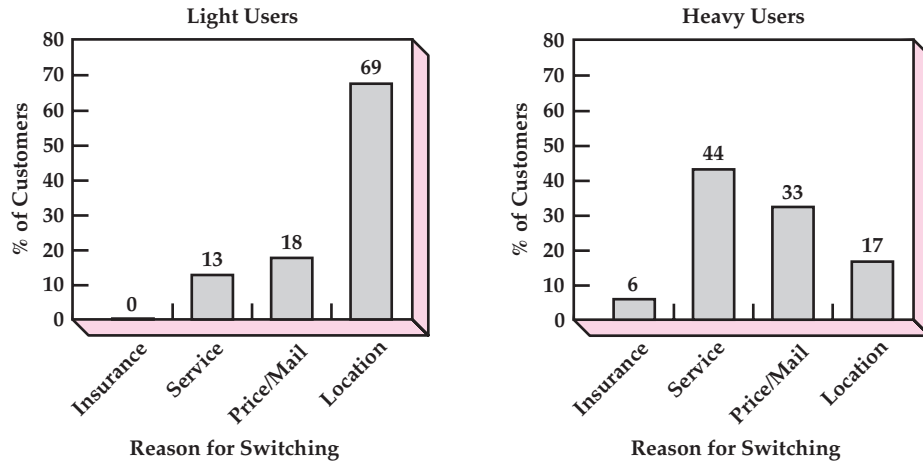 Light Users
80
70
60
50
40
30
20
10
0
% of Customers
0
13
18
69
Insurance
Service
Price/Mail
Location
Reason for Switching
Heavy Users
80
70
60
50
40
30
20
10
0
% of Customers
6
44
33
17
Insurance
Service
Price/Mail
Location
Reason for Switching